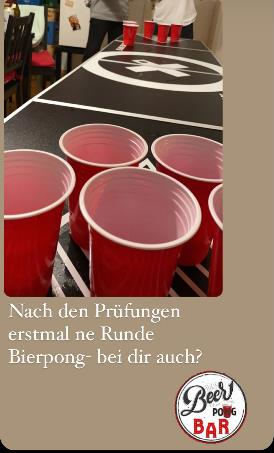 Nach den Prüfungen
erstmal ne Runde
Bierpong- bei dir auch?
Beer
PONG
BAR